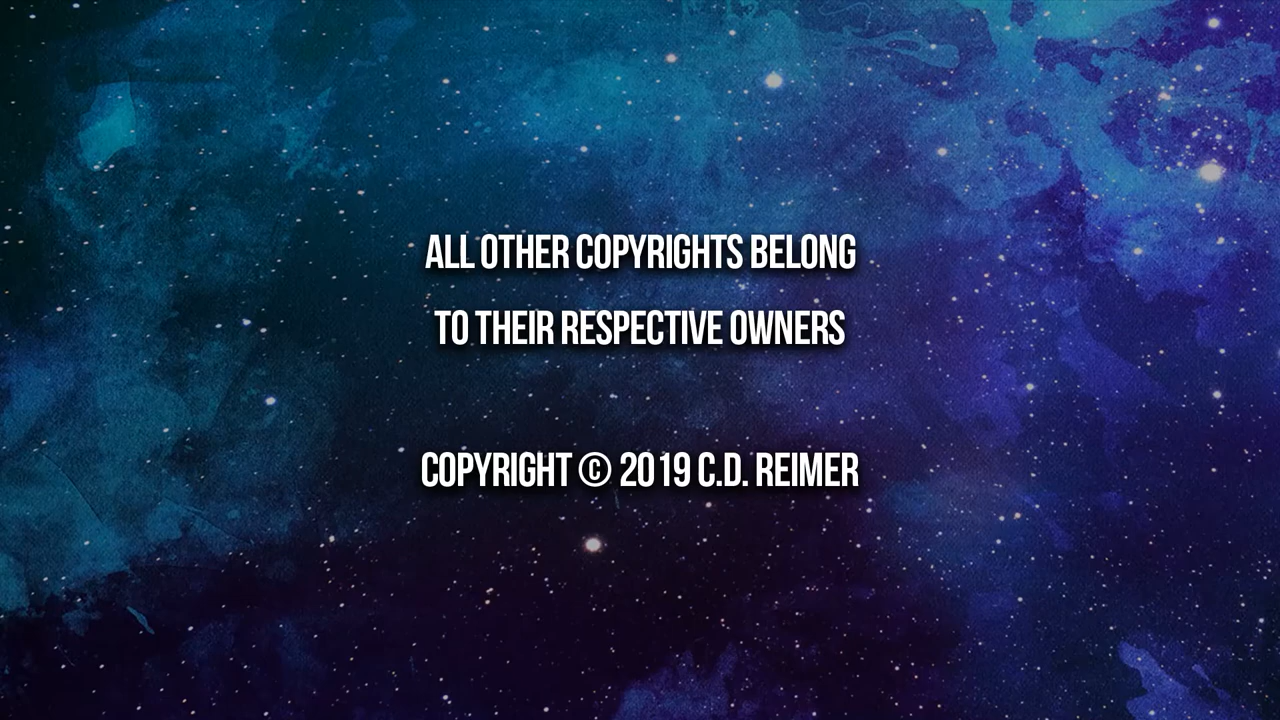 ALL OTHER COPYRIGHTS BELONG
TO THEIR RESPECTIVE OWNERS
COPYRIGHT © 2019 C.D. REIMER